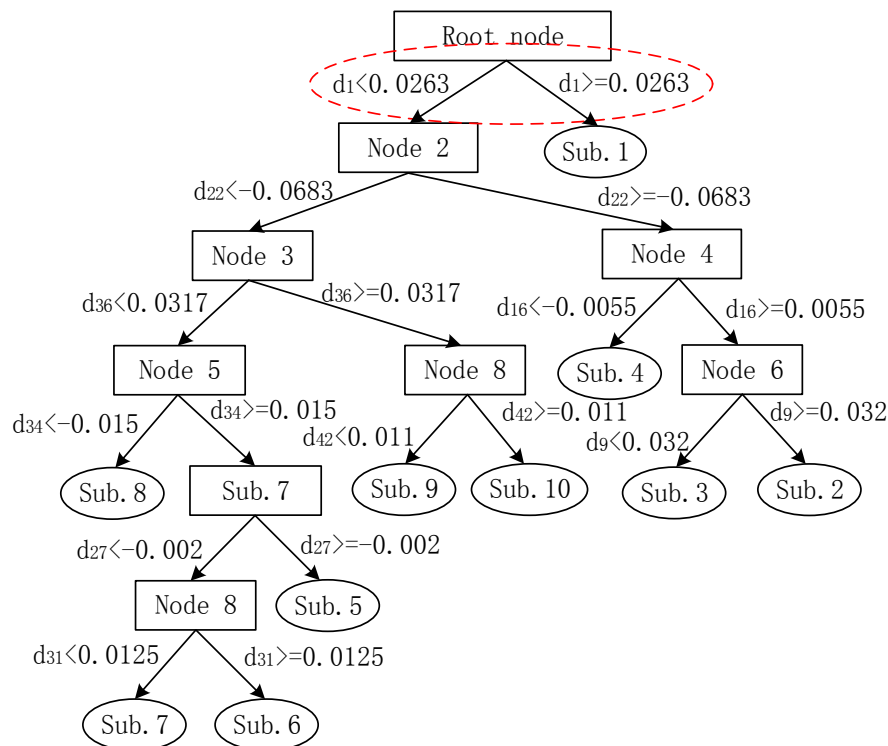 Root node
d1<0.0263
d1>=0.0263
Node 2
Sub.1
d22<-0.0683
d22>=-0.0683
Node 3
Node 4
d36<0.0317
d36>=0.0317
d16<-0.0055
d16>=0.0055
Node 5
Node 8
Sub.4
Node 6
d34<-0.015
d34>=0.015
d42<0.011
d42>=0.011
d9<0.032
d9>=0.032
Sub.8
Sub.7
Sub.9
Sub.10
Sub.3
Sub.2
d27<-0.002
d27>=-0.002
Node 8
Sub.5
d31<0.0125
d31>=0.0125
Sub.7
Sub.6